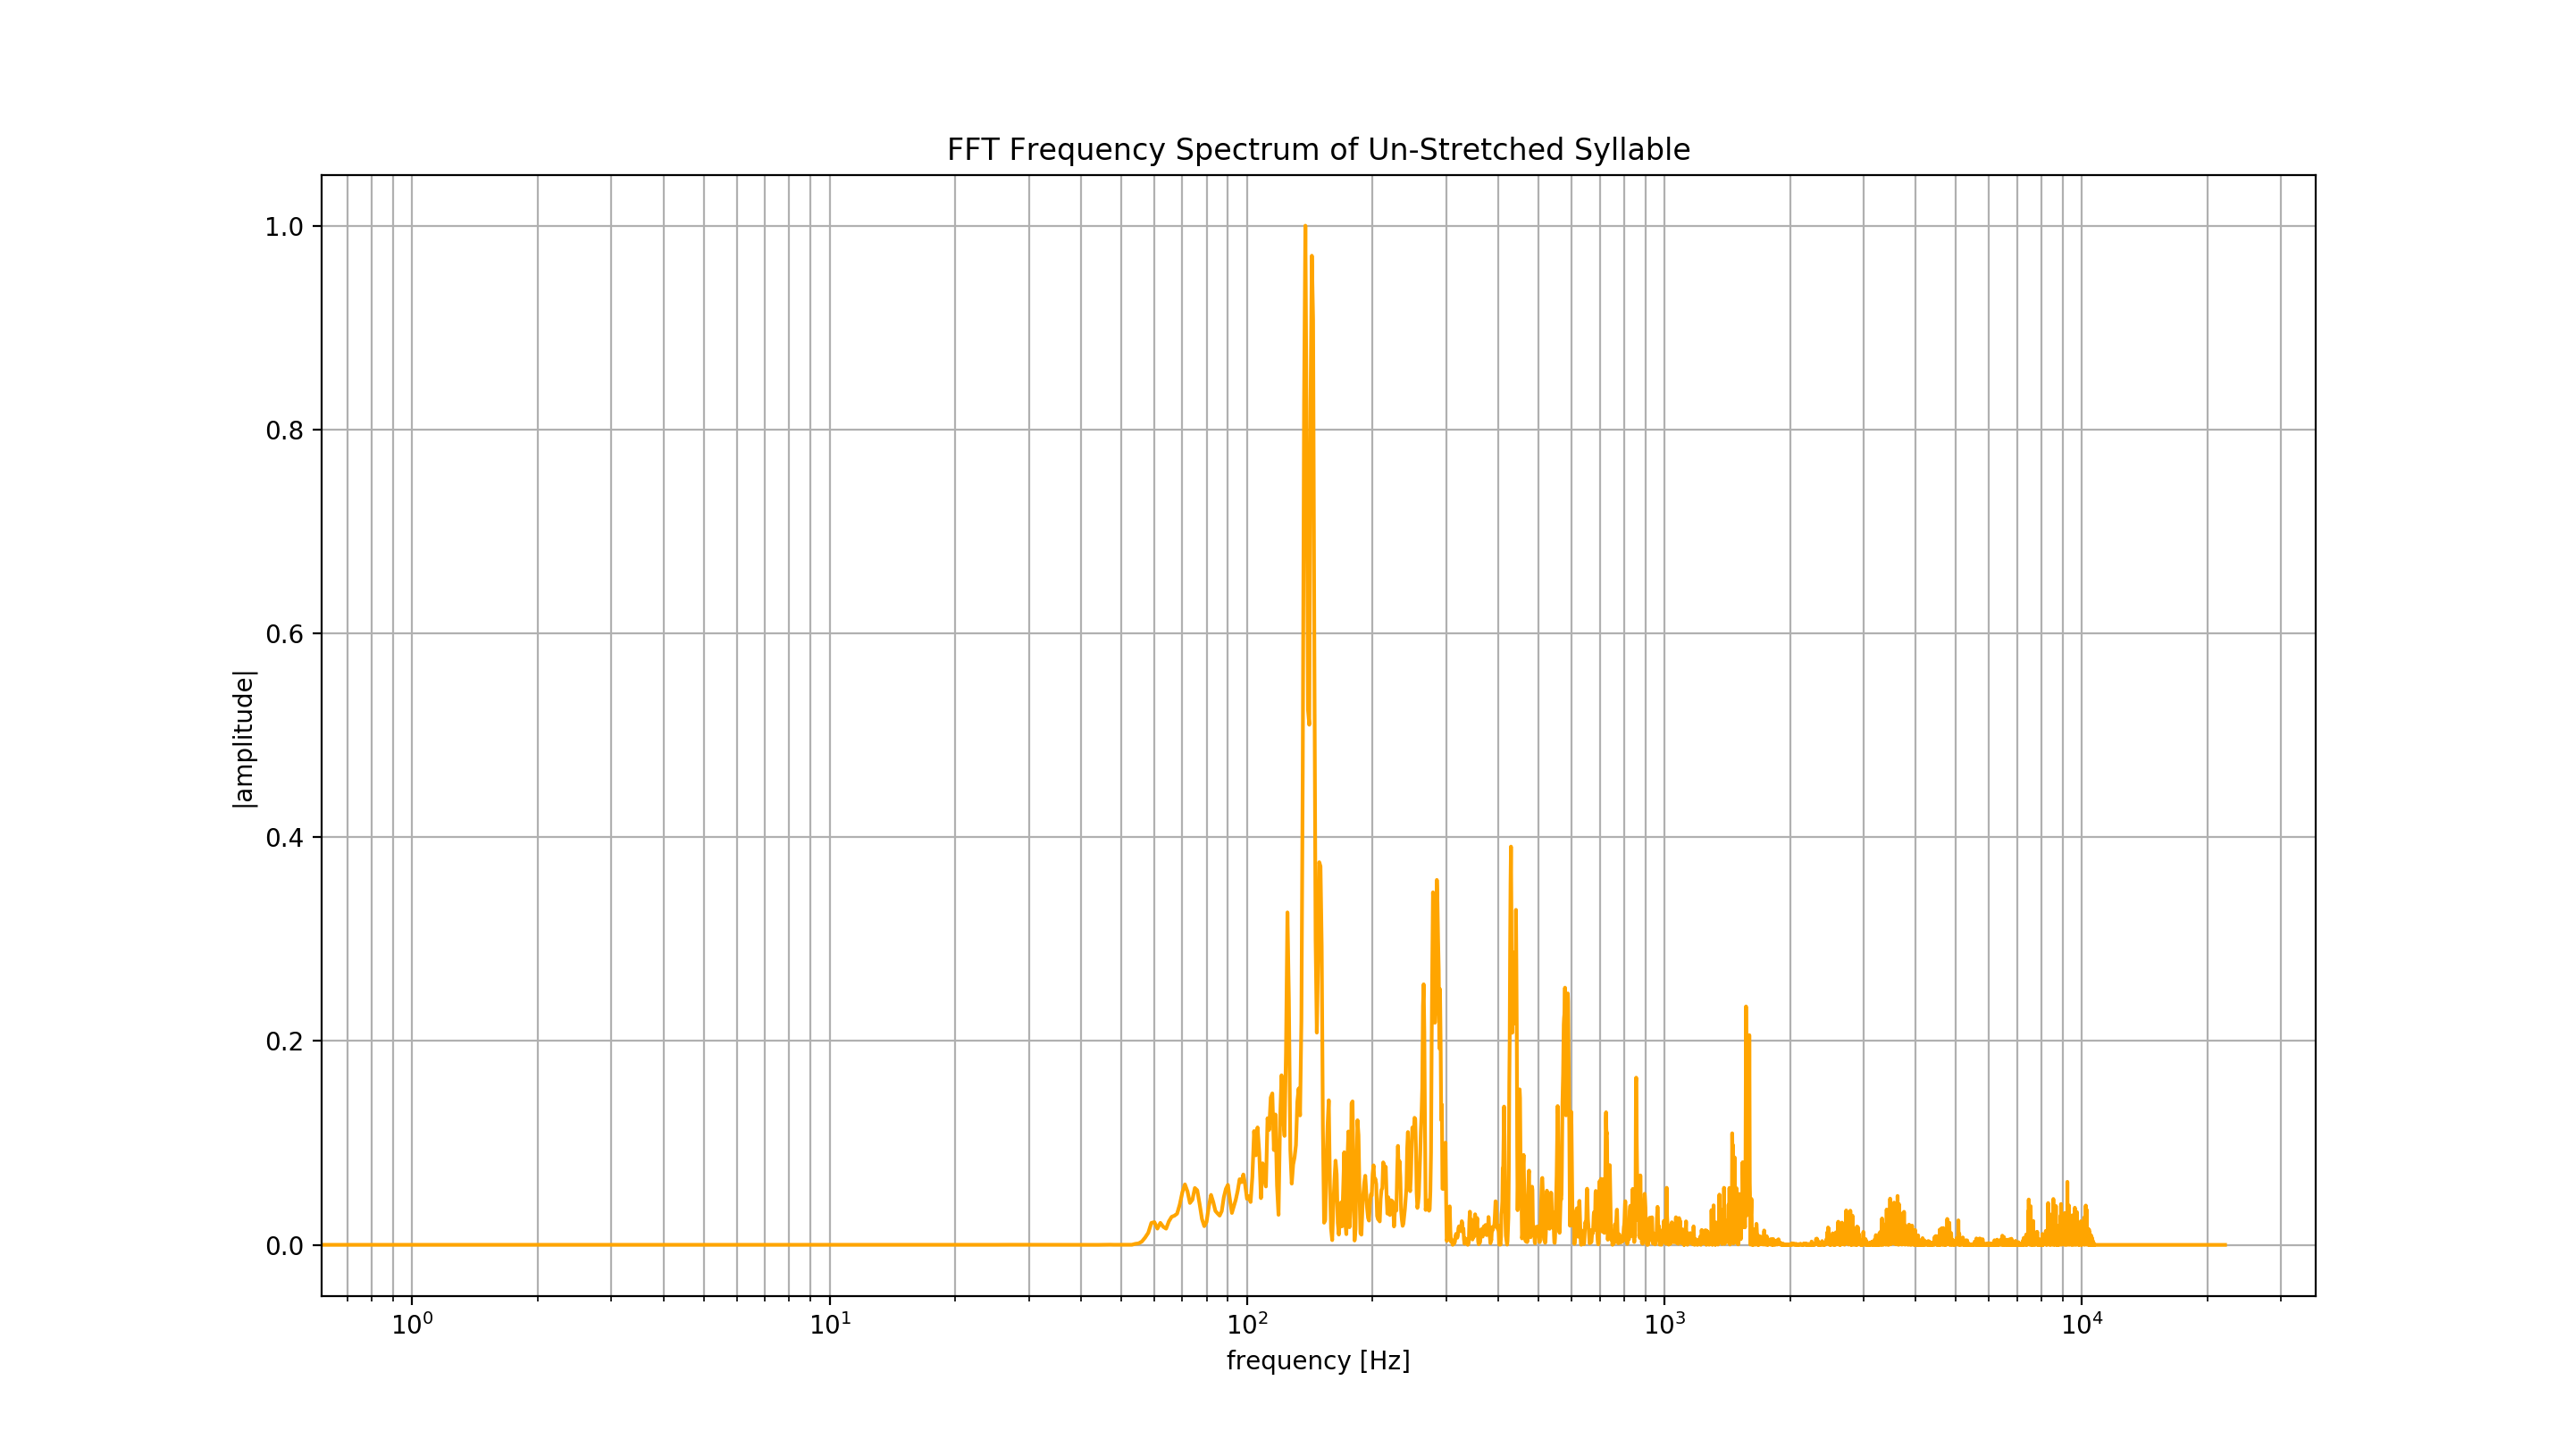 FFT Frequency Spectrum of Un-Stretched Syllable
1.0
0.8
0.6
0.4
0.2
0.0
|amplitude|
10⁰ 10¹ 10² 10³ 10⁴
frequency [Hz]